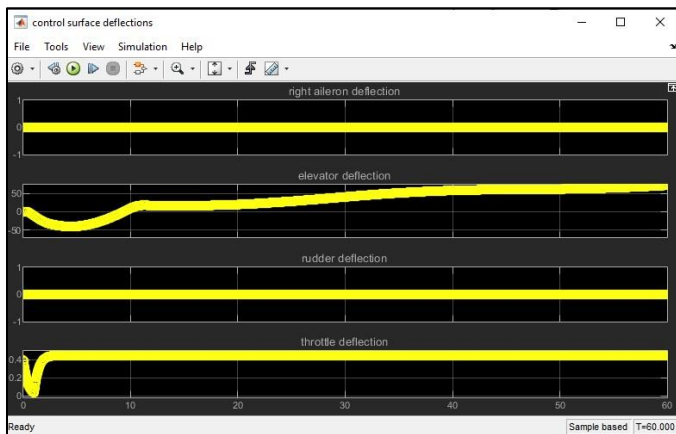 control surface deflections
File Tools View Simulation Help
right aileron deflection
1
0
-1
elevator deflection
50
0
-50
rudder deflection
1
0
-1
throttle deflection
0.4
0.2
0
0 10 20 30 40 50 60
Ready Sample based T=60.000